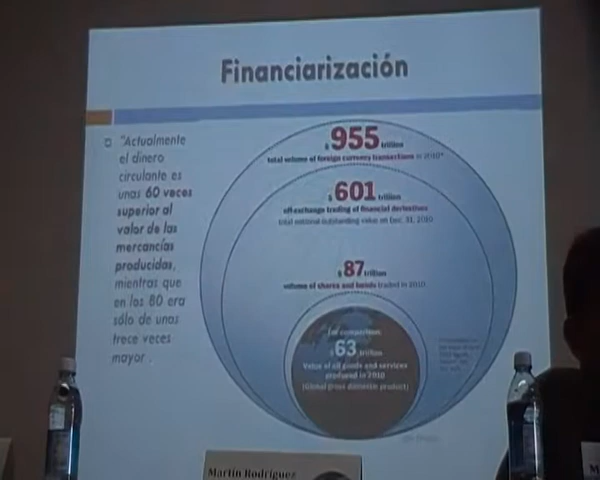 Financiarización
"Actualmente
el dinero
circulante es
unas 60 veces
superior al
valor de las
mercancías
producidas,
mientras que
en los 80 era
sólo de unas
trece veces
mayor .
$955 trillion
total volume of foreign currency transactions in 2010*
$601 trillion
off-exchange trading of financial derivatives
total notional outstanding value on Dec. 31, 2010
$87 trillion
volume of shares and bonds traded in 2010
For comparison:
$63 trillion
Value of all goods and services
produced in 2010
(Global gross domestic product)
Martín Rodríguez
M